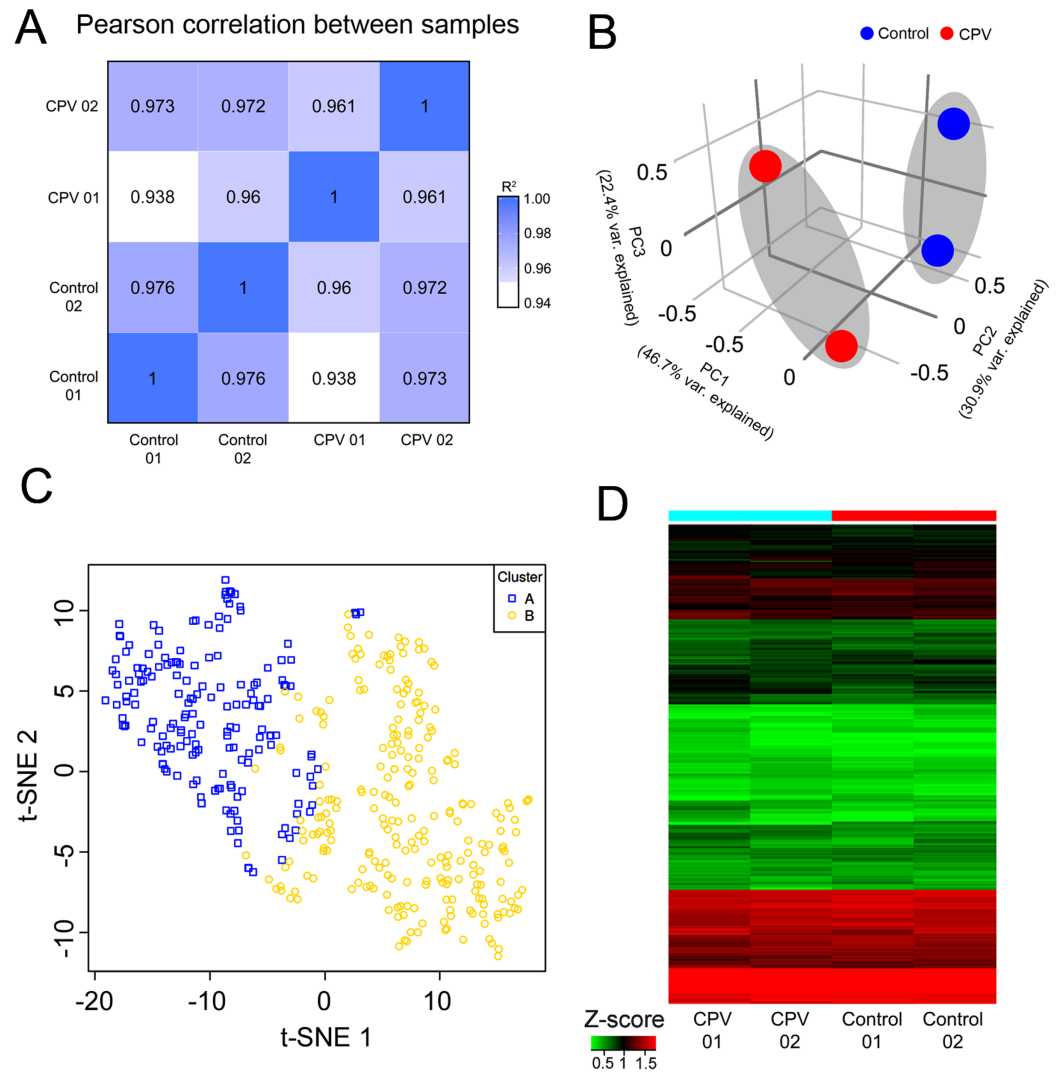 A
Pearson correlation between samples
CPV 02
0.973
0.972
0.961
1
CPV 01
0.938
0.96
1
0.961
Control
02
0.976
1
0.96
0.972
Control
01
1
0.976
0.938
0.973
Control
01
Control
02
CPV 01
CPV 02
R²
1.00
0.98
0.96
0.94
B
Control
CPV
0.5
0
-0.5
PC3
(22.4% var. explained)
-0.5
0
PC1
(46.7% var. explained)
0.5
0
-0.5
PC2
(30.9% var. explained)
C
Cluster
A
B
10
5
0
-5
-10
t-SNE 2
-20
-10
0
10
t-SNE 1
D
CPV
01
CPV
02
Control
01
Control
02
Z-score
0.5 1 1.5